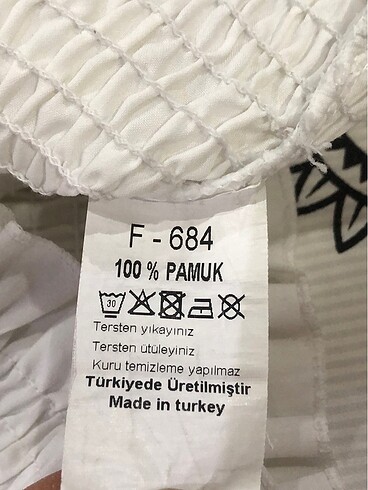 F - 684
100 % PAMUK
30
Tersten yıkayınız
Tersten ütüleyiniz
Kuru temizleme yapılmaz
Türkiyede Üretilmiştir
Made in turkey